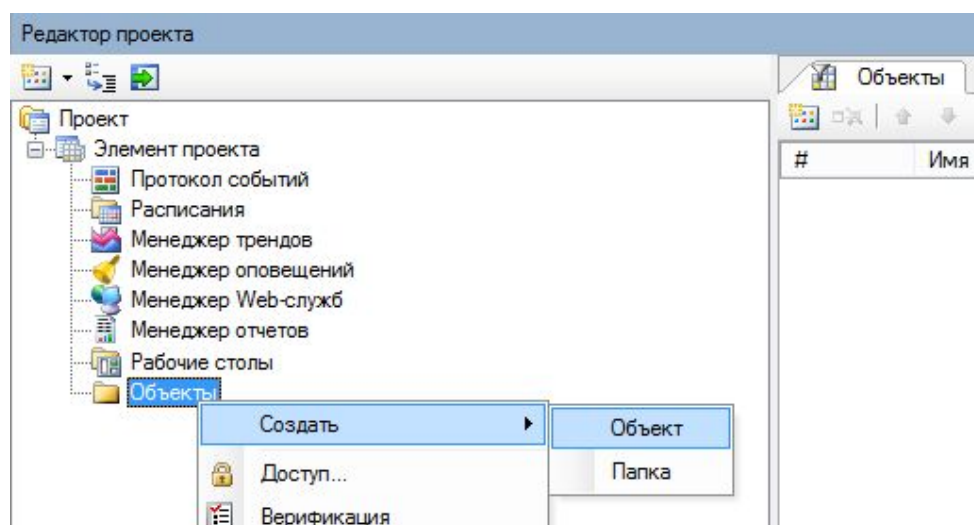 Редактор проекта
Объекты
Проект
# Имя
Элемент проекта
Протокол событий
Расписания
Менеджер трендов
Менеджер оповещений
Менеджер Web-служб
Менеджер отчетов
Рабочие столы
Объекты
Создать Объект
Доступ... Папка
Верификация